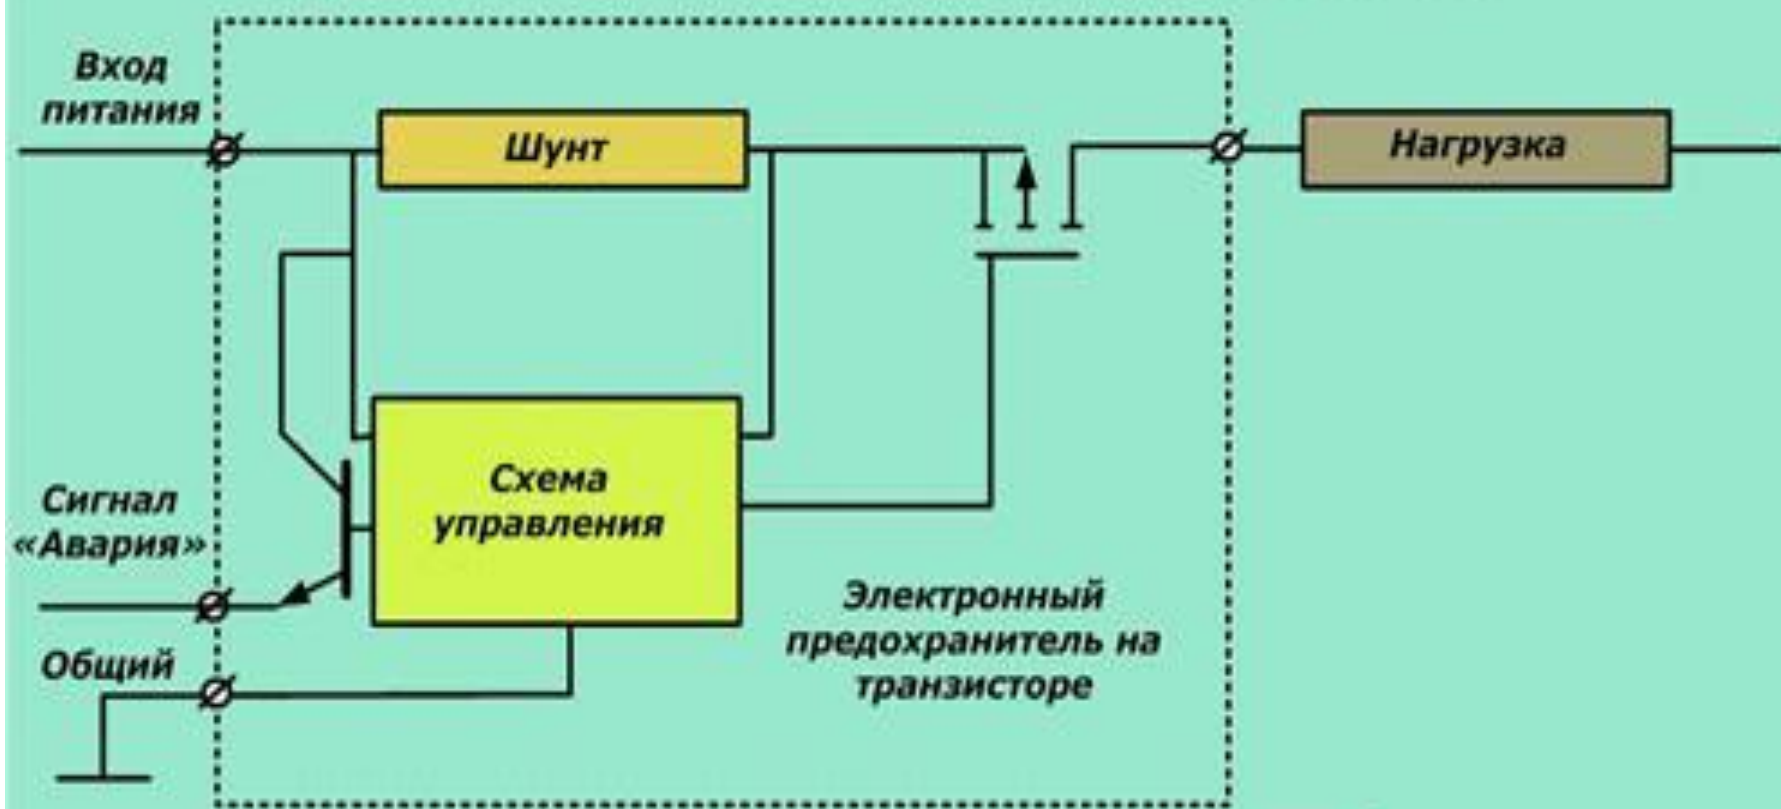 Вход
питания
Шунт
Нагрузка
Схема
управления
Сигнал
«Авария»
Электронный
предохранитель на
транзисторе
Общий